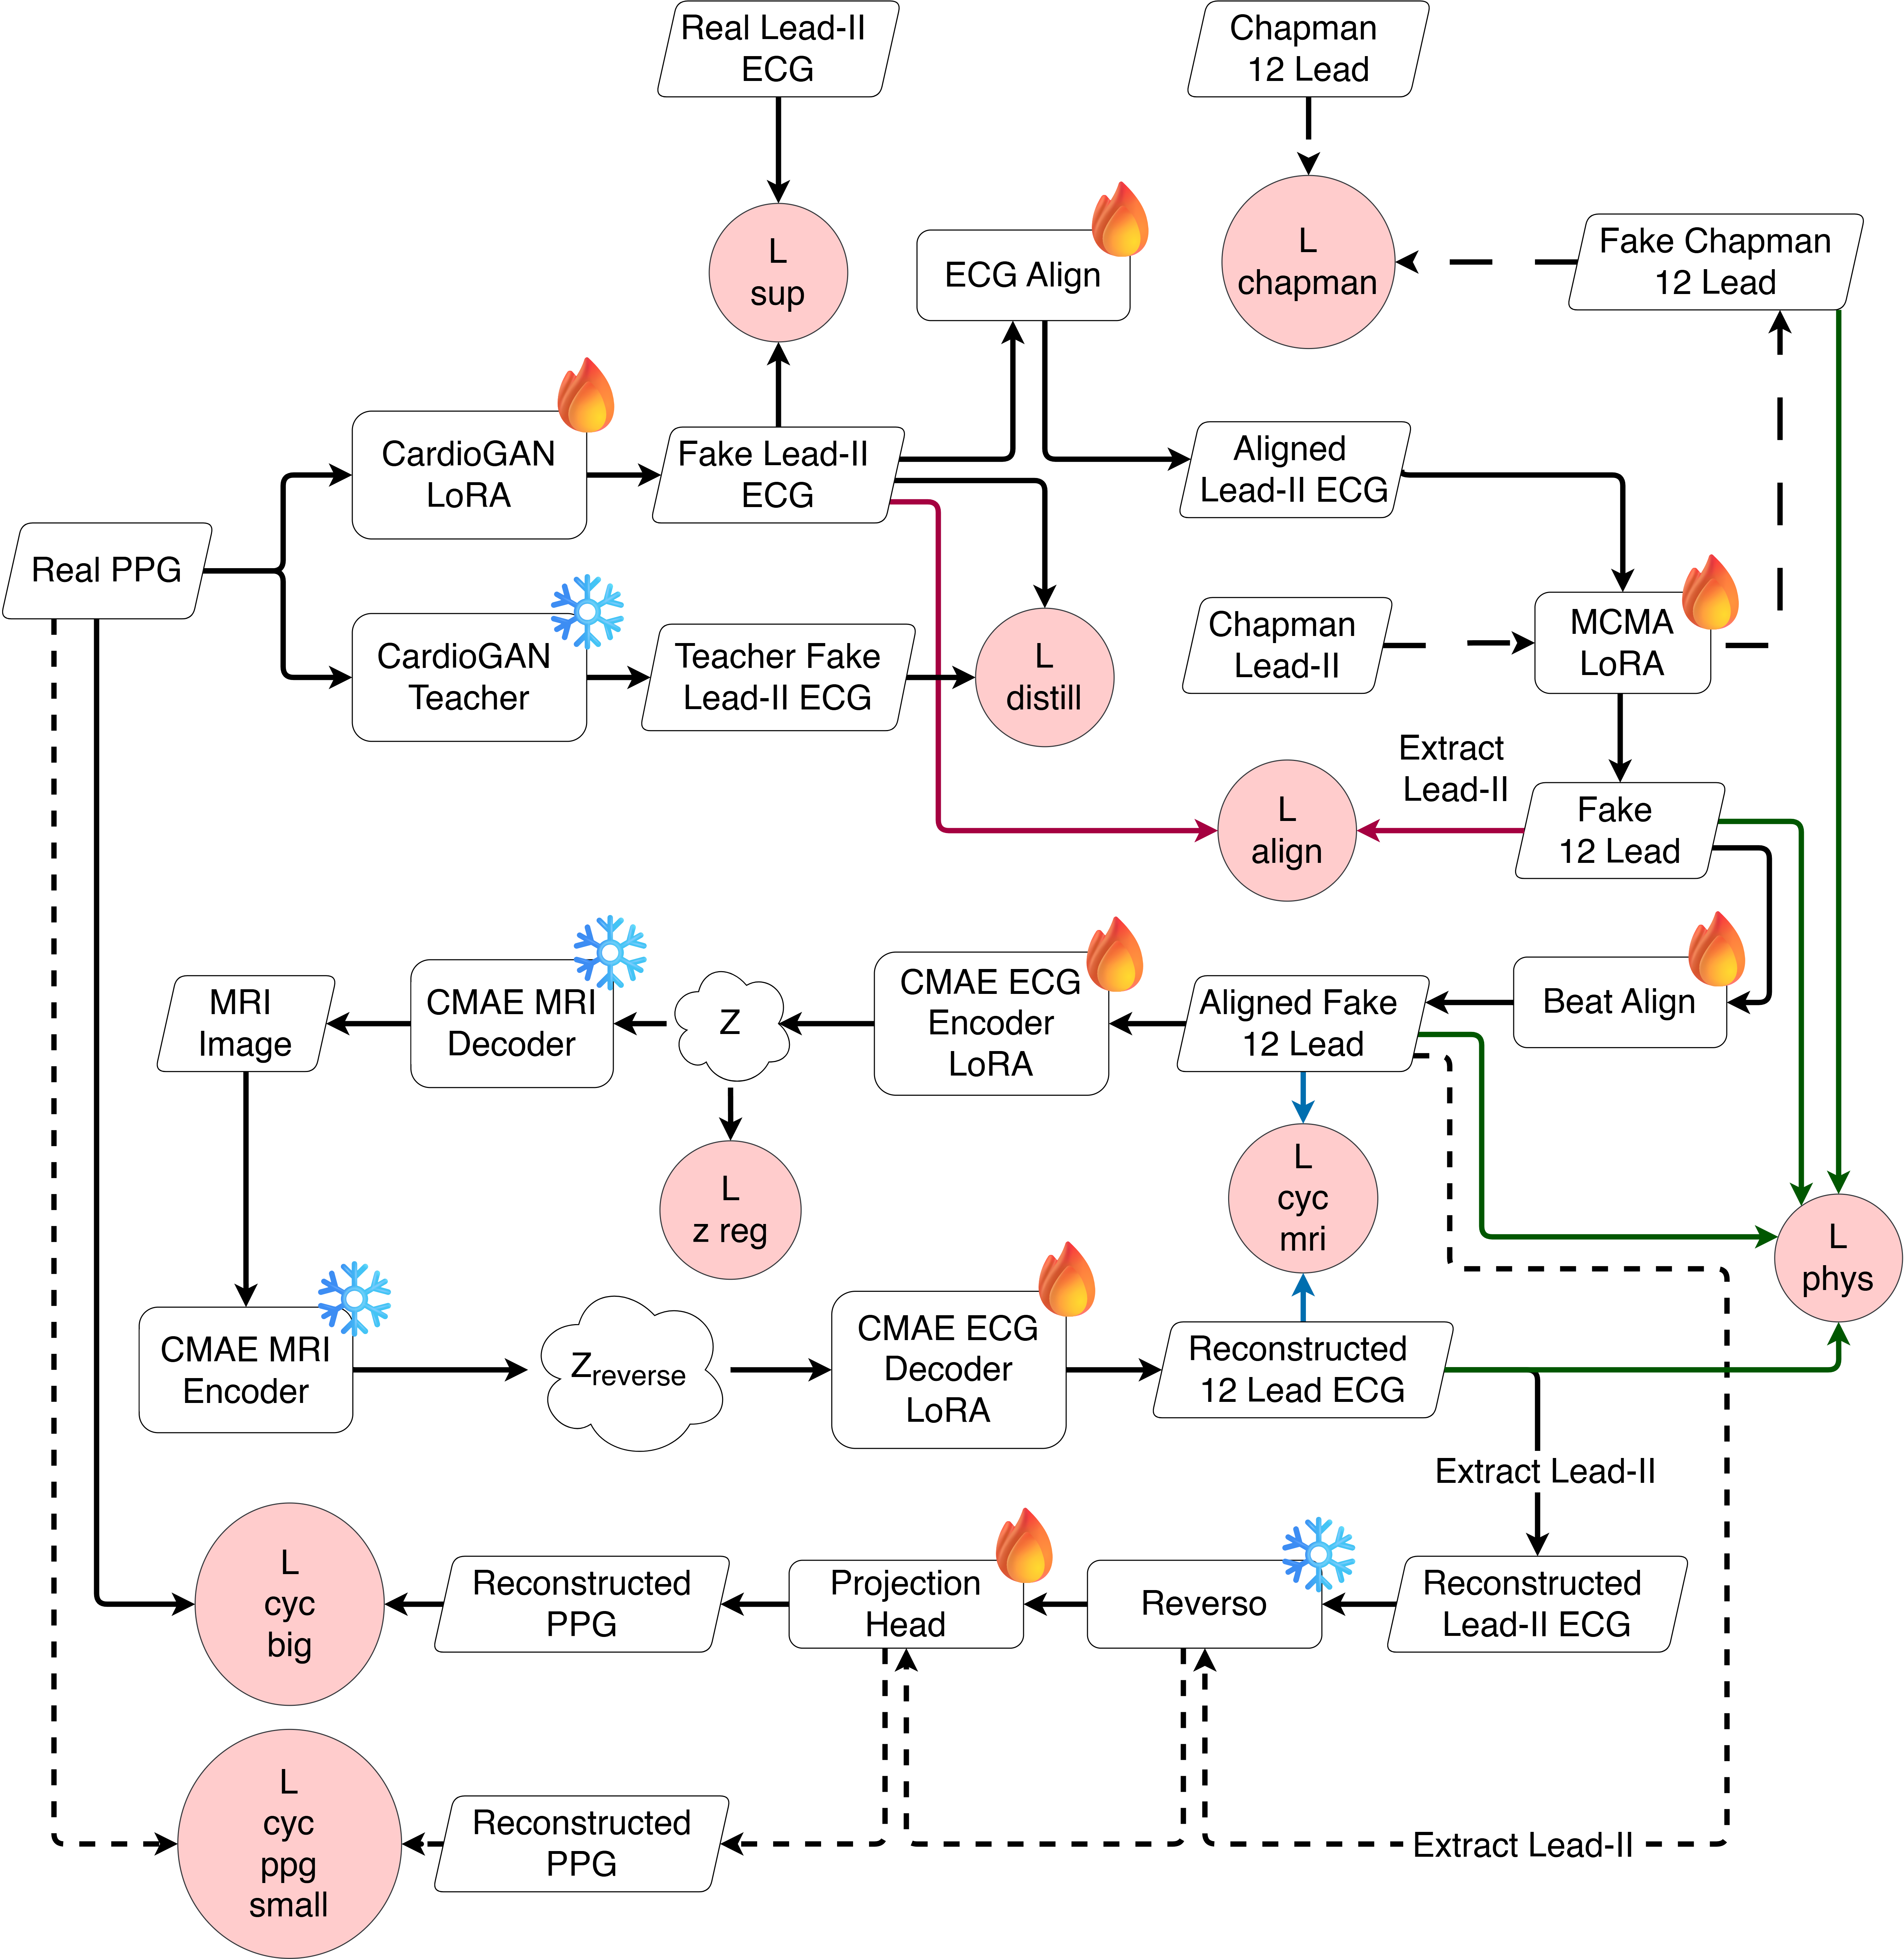 Real Lead-II
ECG
Chapman
12 Lead
L
sup
ECG Align
L
chapman
Fake Chapman
12 Lead
CardioGAN
LoRA
Fake Lead-II
ECG
Aligned
Lead-II ECG
Real PPG
CardioGAN
Teacher
Teacher Fake
Lead-II ECG
L
distill
Chapman
Lead-II
MCMA
LoRA
Extract
Lead-II
L
align
Fake
12 Lead
MRI
Image
CMAE MRI
Decoder
Z
CMAE ECG
Encoder
LoRA
Aligned Fake
12 Lead
Beat Align
L
z reg
L
cyc
mri
L
phys
CMAE MRI
Encoder
Zreverse
CMAE ECG
Decoder
LoRA
Reconstructed
12 Lead ECG
Extract Lead-II
L
cyc
big
Reconstructed
PPG
Projection
Head
Reverso
Reconstructed
Lead-II ECG
L
cyc
ppg
small
Reconstructed
PPG
Extract Lead-II